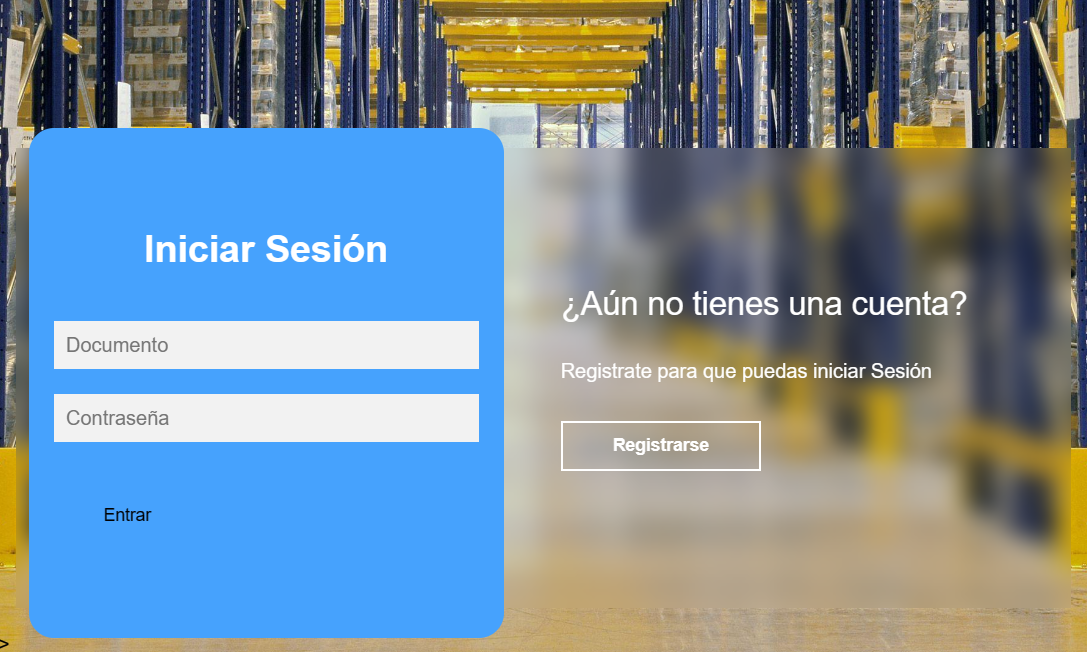 Iniciar Sesión
Documento
Contraseña
Entrar
¿Aún no tienes una cuenta?
Registrate para que puedas iniciar Sesión
Registrarse
>